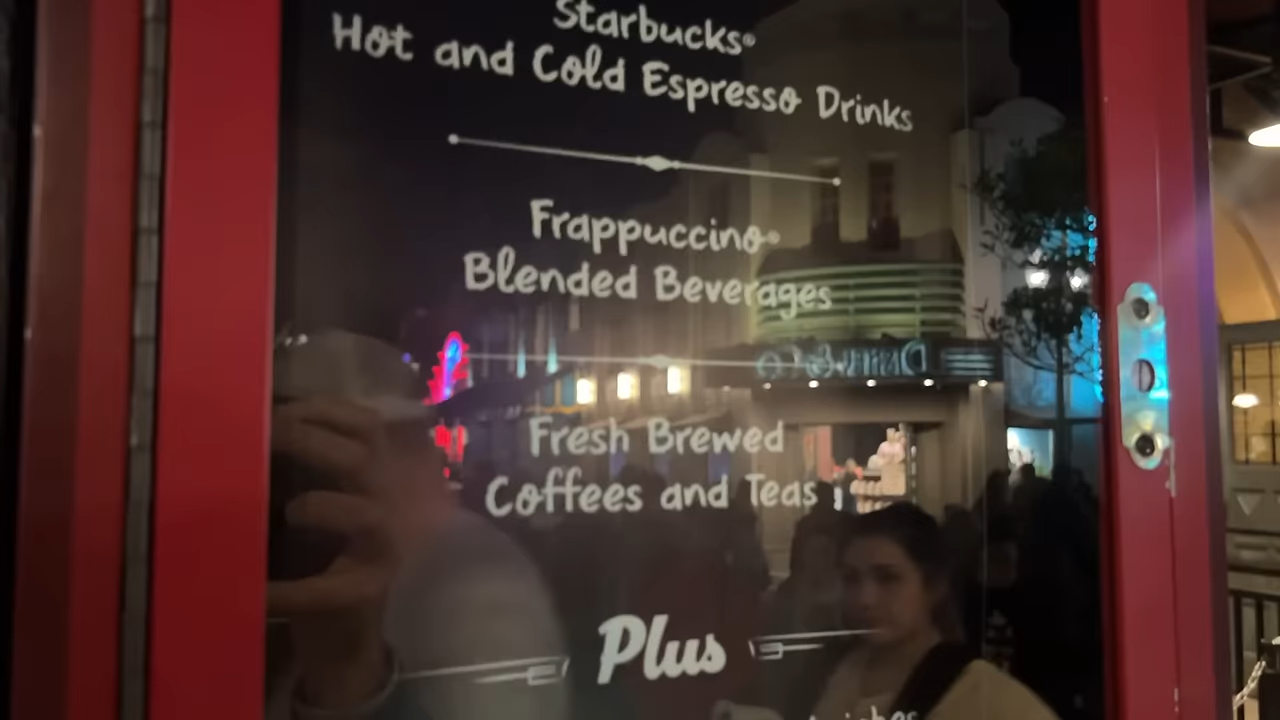 Starbucks®
Hot and Cold Espresso Drinks
Frappuccino®
Blended Beverages
Fresh Brewed
Coffees and Teas
Plus